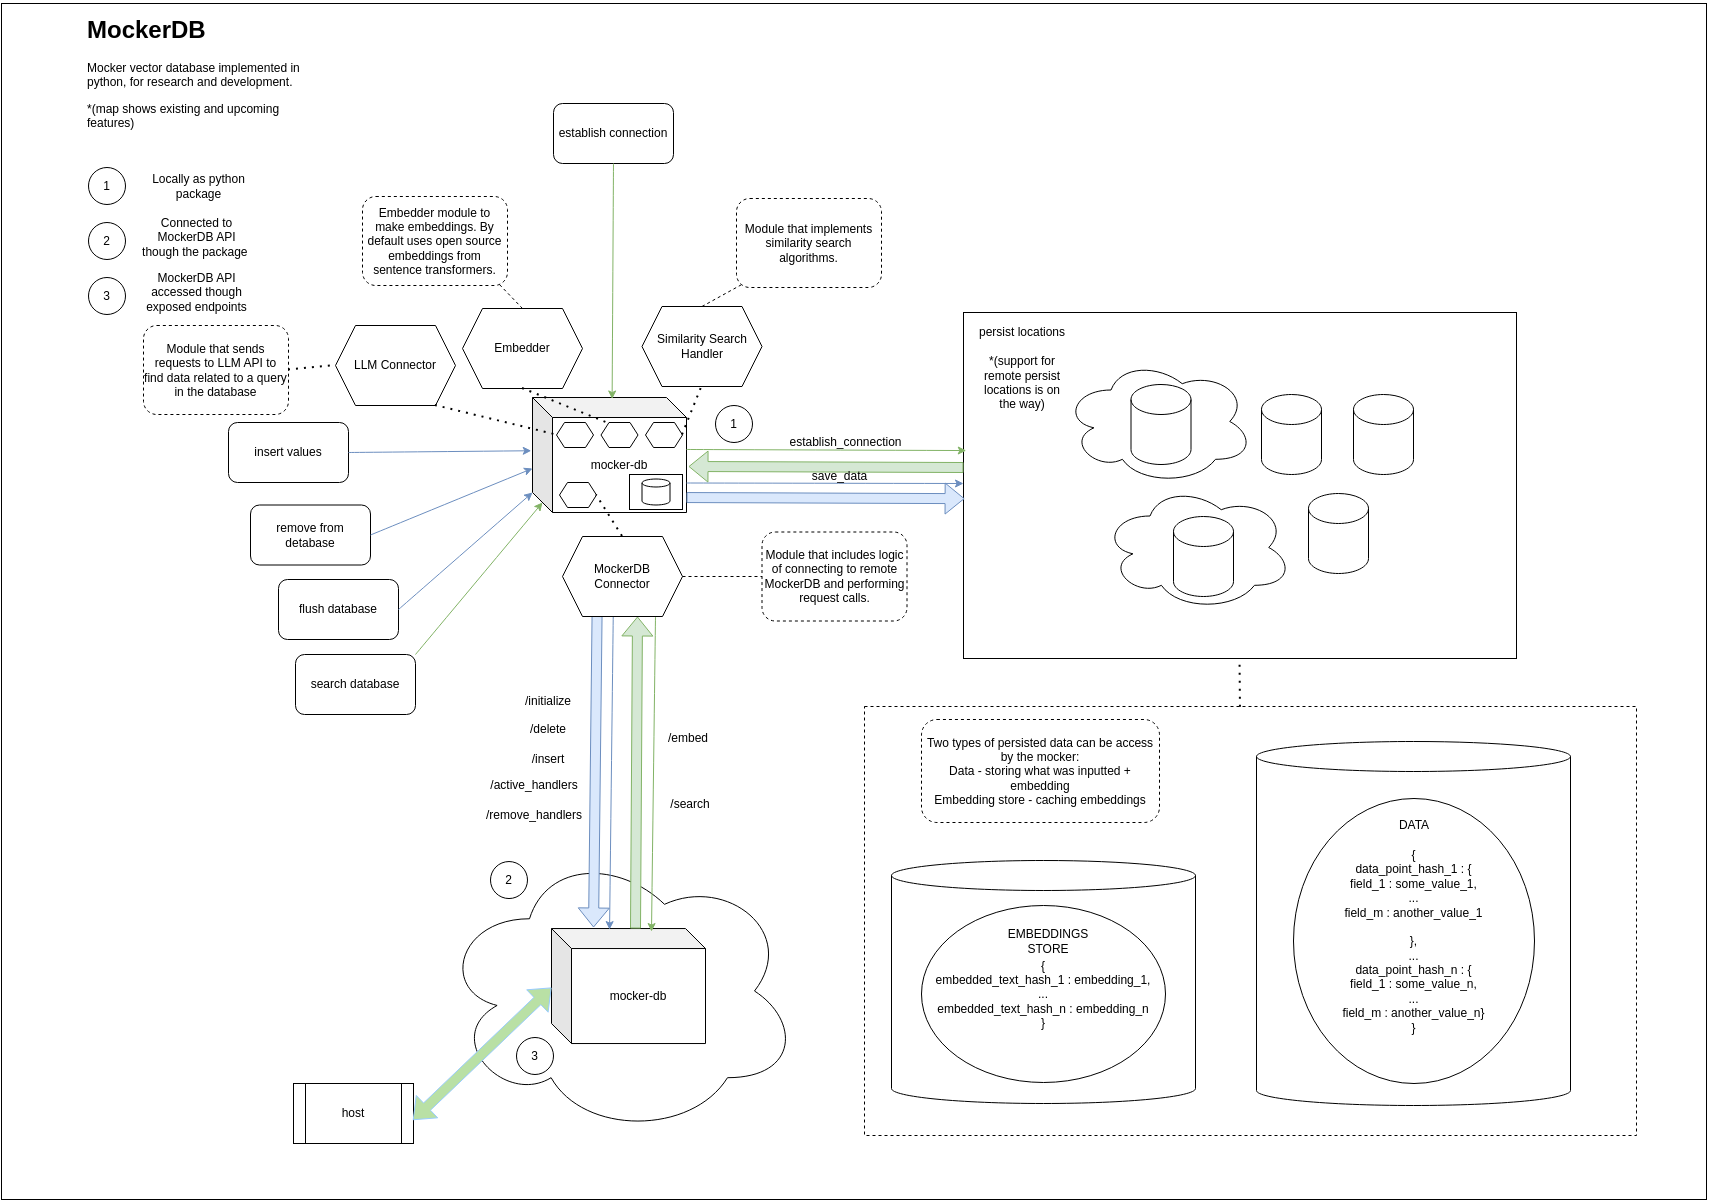 MockerDB
Mocker vector database implemented in
python, for research and development.
*(map shows existing and upcoming
features)
1
Locally as python
package
2
Connected to
MockerDB API
though the package
3
MockerDB API
accessed though
exposed endpoints
establish connection
Embedder module to
make embeddings. By
default uses open source
embeddings from
sentence transformers.
Module that implements
similarity search
algorithms.
Module that sends
requests to LLM API to
find data related to a query
in the database
LLM Connector
Embedder
Similarity Search
Handler
insert values
remove from
detabase
flush database
search database
mocker-db
1
establish_connection
save_data
persist locations
*(support for
remote persist
locations is on
the way)
MockerDB
Connector
Module that includes logic
of connecting to remote
MockerDB and performing
request calls.
/initialize
/delete
/insert
/active_handlers
/remove_handlers
/embed
/search
2
mocker-db
3
host
Two types of persisted data can be access
by the mocker:
Data - storing what was inputted +
embedding
Embedding store - caching embeddings
EMBEDDINGS
STORE
{
embedded_text_hash_1 : embedding_1,
...
embedded_text_hash_n : embedding_n
}
DATA
{
data_point_hash_1 : {
field_1 : some_value_1,
...
field_m : another_value_1
},
...
data_point_hash_n : {
field_1 : some_value_n,
...
field_m : another_value_n}
}